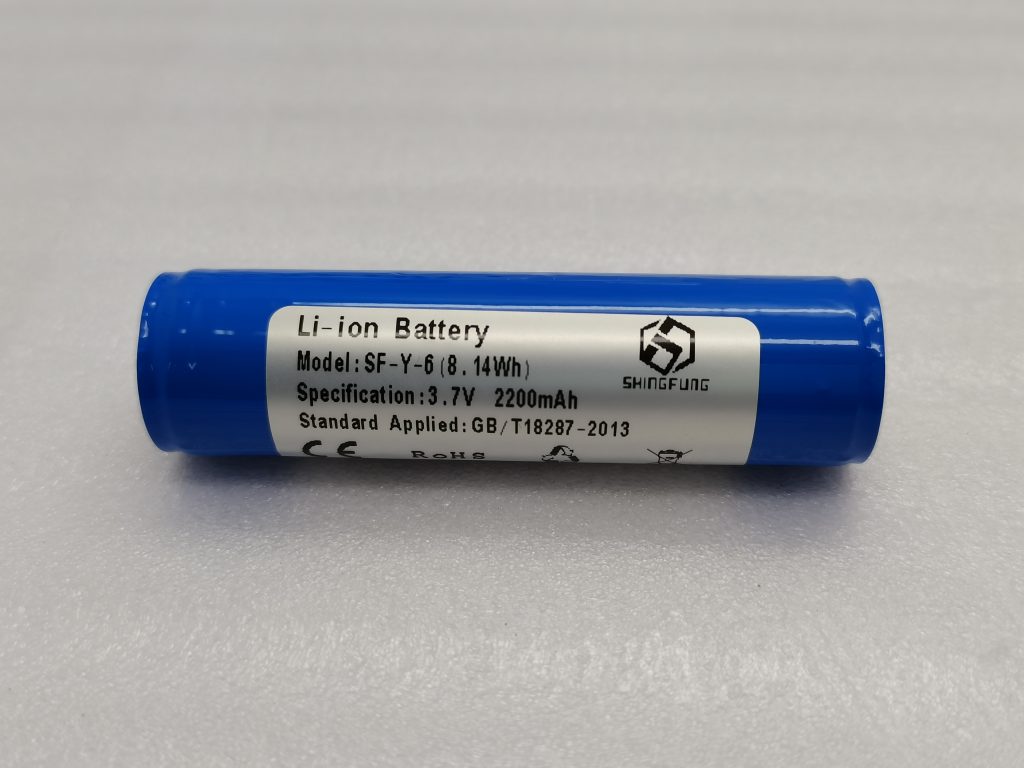 Li-ion Battery
Model:SF-Y-6(8.14Wh)
SHINGFUNG
Specification:3.7V 2200mAh
Standard Applied:GB/T18287-2013
CE RoHS